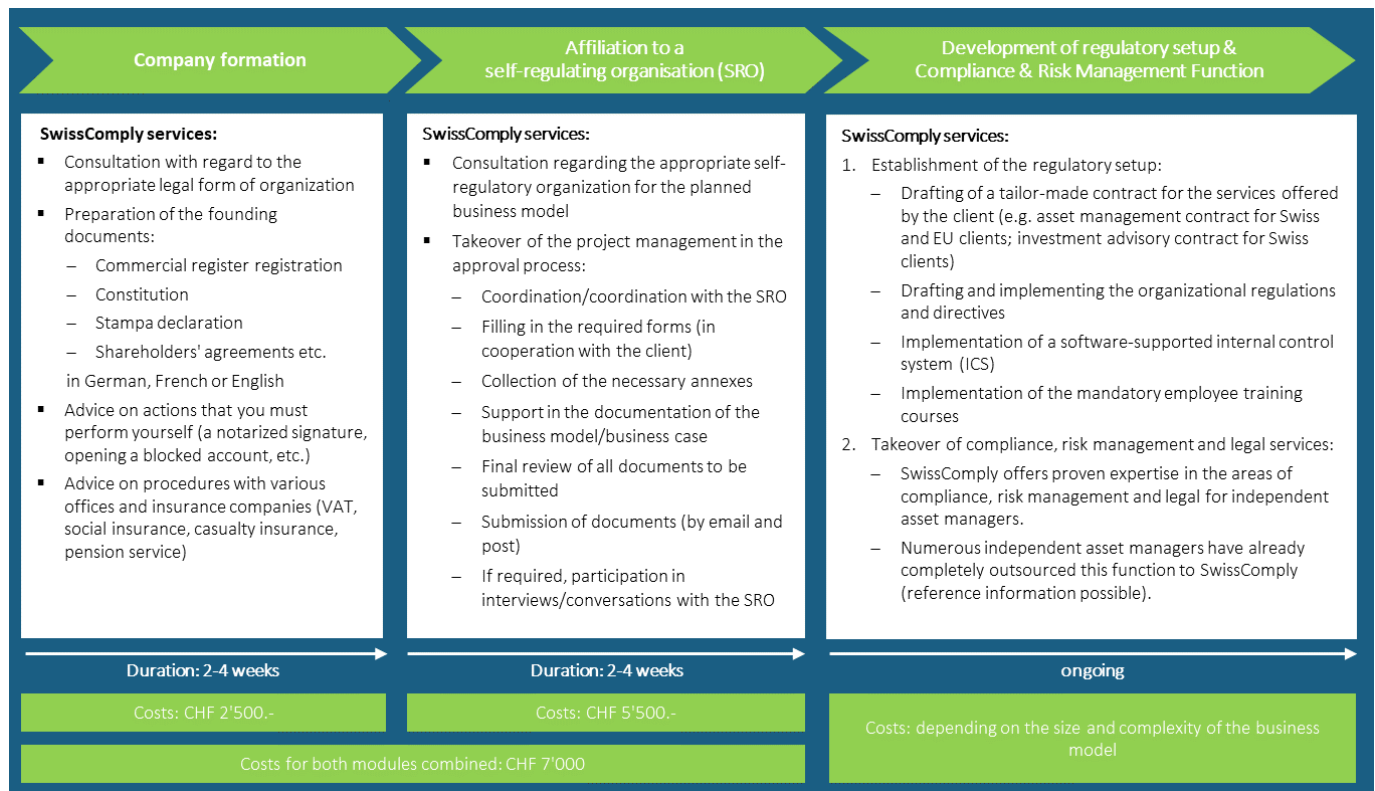 Company formation
Affiliation to a
self-regulating organisation (SRO)
Development of regulatory setup &
Compliance & Risk Management Function
SwissComply services:
▪ Consultation with regard to the
appropriate legal form of organization
▪ Preparation of the founding
documents:
– Commercial register registration
– Constitution
– Stampa declaration
– Shareholders' agreements etc.
in German, French or English
▪ Advice on actions that you must
perform yourself (a notarized signature,
opening a blocked account, etc.)
▪ Advice on procedures with various
offices and insurance companies (VAT,
social insurance, casualty insurance,
pension service)
SwissComply services:
▪ Consultation regarding the appropriate self-
regulatory organization for the planned
business model
▪ Takeover of the project management in the
approval process:
– Coordination/coordination with the SRO
– Filling in the required forms (in
cooperation with the client)
– Collection of the necessary annexes
– Support in the documentation of the
business model/business case
– Final review of all documents to be
submitted
– Submission of documents (by email and
post)
– If required, participation in
interviews/conversations with the SRO
SwissComply services:
1. Establishment of the regulatory setup:
– Drafting of a tailor-made contract for the services offered
by the client (e.g. asset management contract for Swiss
and EU clients; investment advisory contract for Swiss
clients)
– Drafting and implementing the organizational regulations
and directives
– Implementation of a software-supported internal control
system (ICS)
– Implementation of the mandatory employee training
courses
2. Takeover of compliance, risk management and legal services:
– SwissComply offers proven expertise in the areas of
compliance, risk management and legal for independent
asset managers.
– Numerous independent asset managers have already
completely outsourced this function to SwissComply
(reference information possible).
Duration: 2-4 weeks
Duration: 2-4 weeks
ongoing
Costs: CHF 2'500.-
Costs: CHF 5'500.-
Costs for both modules combined: CHF 7'000
Costs: depending on the size and complexity of the business
model